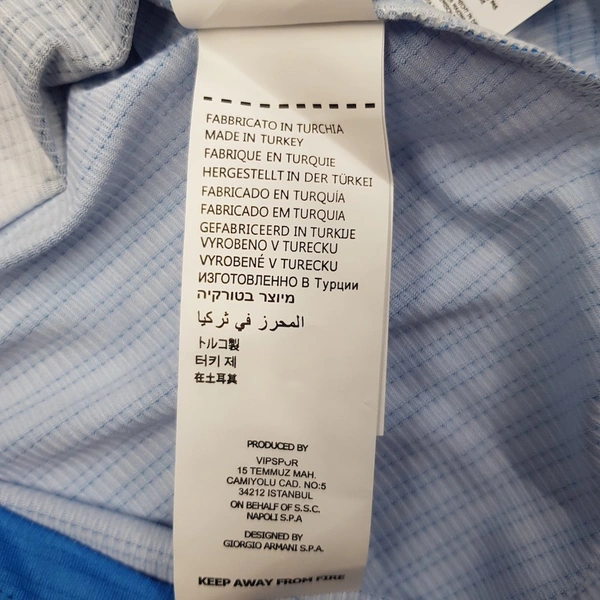 FABBRICATO IN TURCHIA
MADE IN TURKEY
FABRIQUE EN TURQUIE
HERGESTELLT IN DER TÜRKEI
FABRICADO EN TURQUÍA
FABRICADO EM TURQUIA
GEFABRICEERD IN TURKIJE
VYROBENO V TURECKU
VYROBENÉ V TURECKU
ИЗГОТОВЛЕННО В Турции
מיוצר בטורקיה
المحرز في تركيا
トルコ製
터키 제
在土耳其
PRODUCED BY
VIPSPOR
15 TEMMUZ MAH.
CAMIYOLU CAD. NO:5
34212 ISTANBUL
ON BEHALF OF S.S.C.
NAPOLI S.P.A
DESIGNED BY
GIORGIO ARMANI S.P.A.
KEEP AWAY FROM FIRE